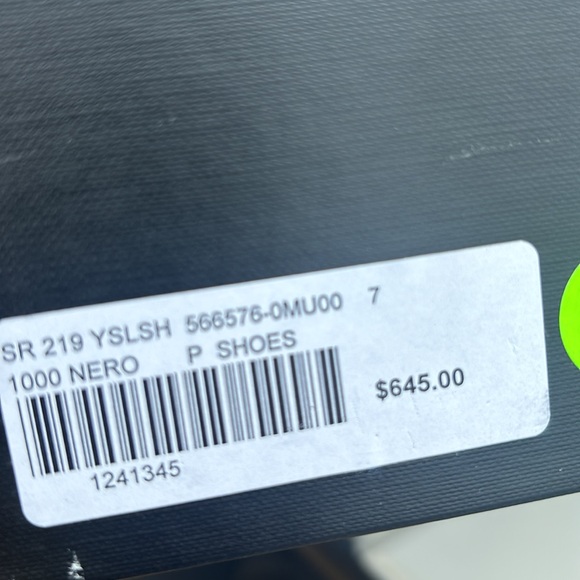 SR 219 YSLSH 566576-0MU00 7
1000 NERO P SHOES
$645.00
1241345